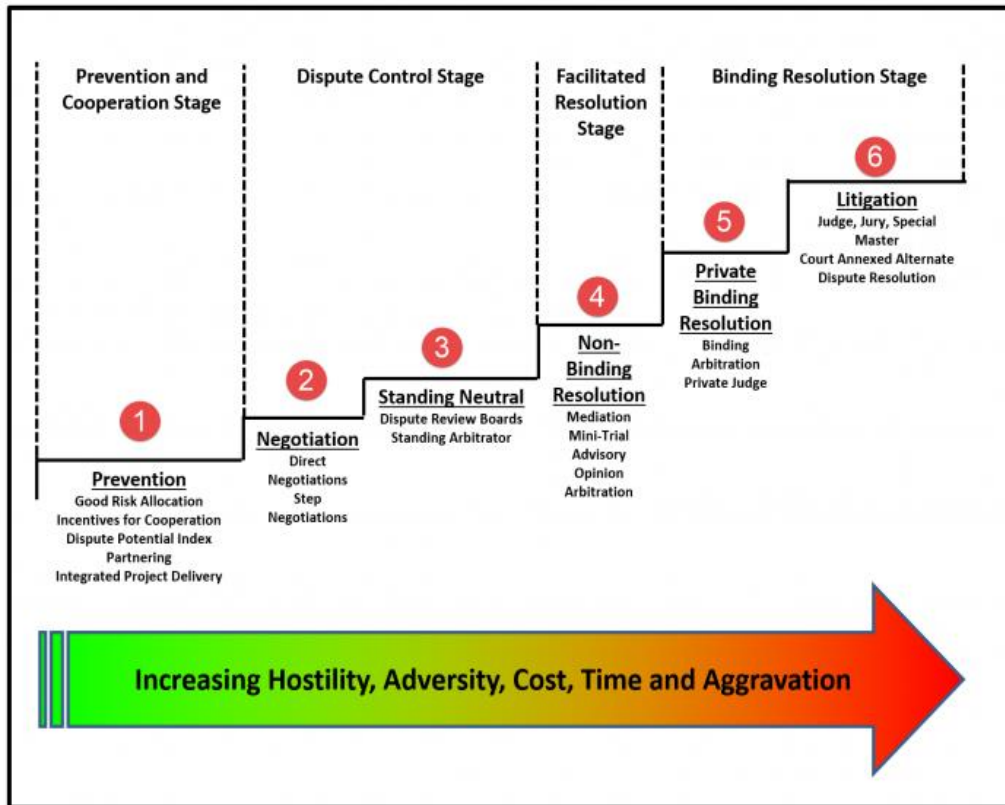 Prevention and
Cooperation Stage
Dispute Control Stage
Facilitated
Resolution
Stage
Binding Resolution Stage
1
Prevention
Good Risk Allocation
Incentives for Cooperation
Dispute Potential Index
Partnering
Integrated Project Delivery
2
Negotiation
Direct
Negotiations
Step
Negotiations
3
Standing Neutral
Dispute Review Boards
Standing Arbitrator
4
Non-
Binding
Resolution
Mediation
Mini-Trial
Advisory
Opinion
Arbitration
5
Private
Binding
Resolution
Binding
Arbitration
Private Judge
6
Litigation
Judge, Jury, Special
Master
Court Annexed Alternate
Dispute Resolution
Increasing Hostility, Adversity, Cost, Time and Aggravation